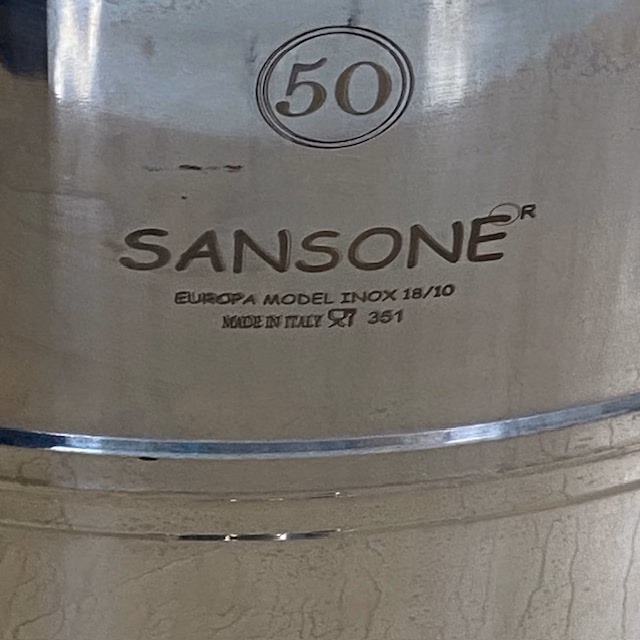 50
SANSONE R
EUROPA MODEL INOX 18/10
MADE IN ITALY 351